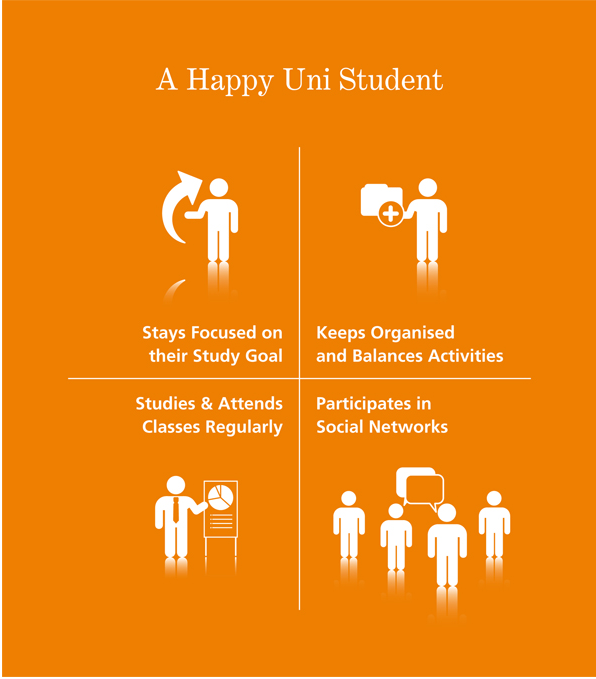 A Happy Uni Student
Stays Focused on
their Study Goal
Keeps Organised
and Balances Activities
Studies & Attends
Classes Regularly
Participates in
Social Networks